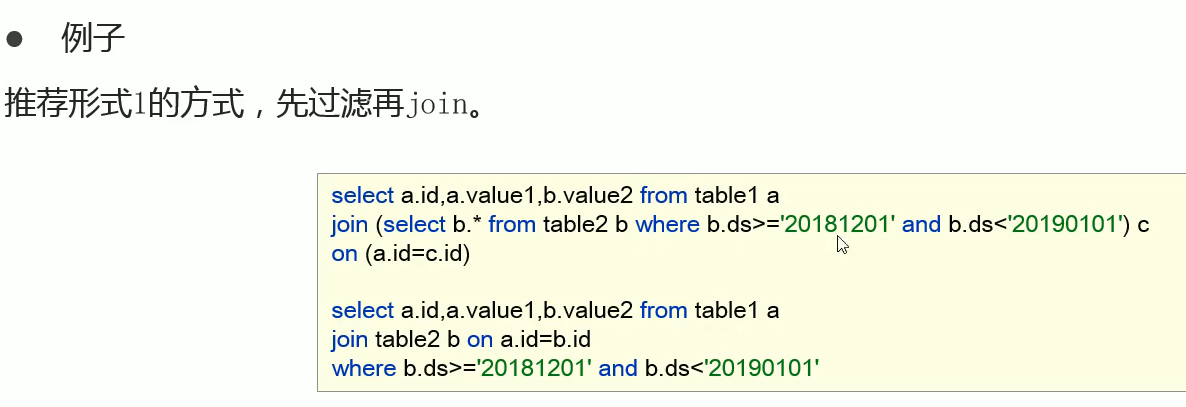 ● 例子
推荐形式1的方式，先过滤再join。
select a.id,a.value1,b.value2 from table1 a
join (select b.* from table2 b where b.ds>='20181201' and b.ds<'20190101') c
on (a.id=c.id)
select a.id,a.value1,b.value2 from table1 a
join table2 b on a.id=b.id
where b.ds>='20181201' and b.ds<'20190101'